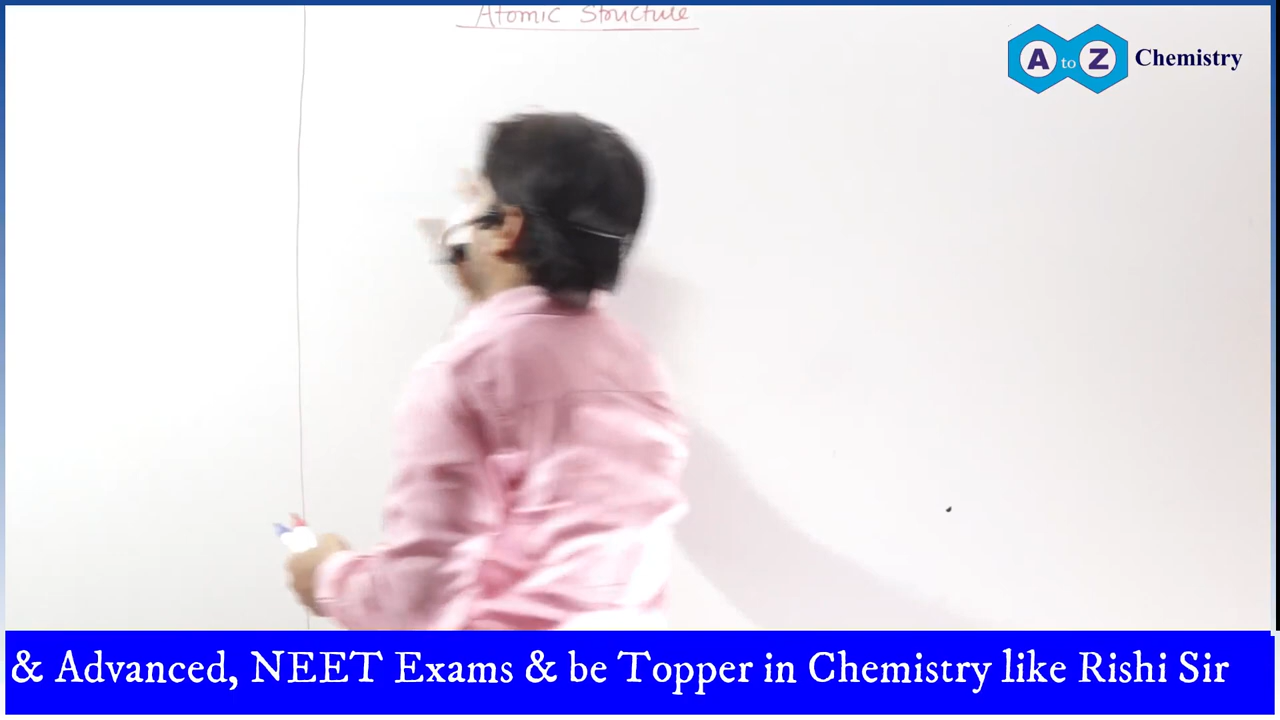 Atomic Structure
A to Z Chemistry
& Advanced, NEET Exams & be Topper in Chemistry like Rishi Sir